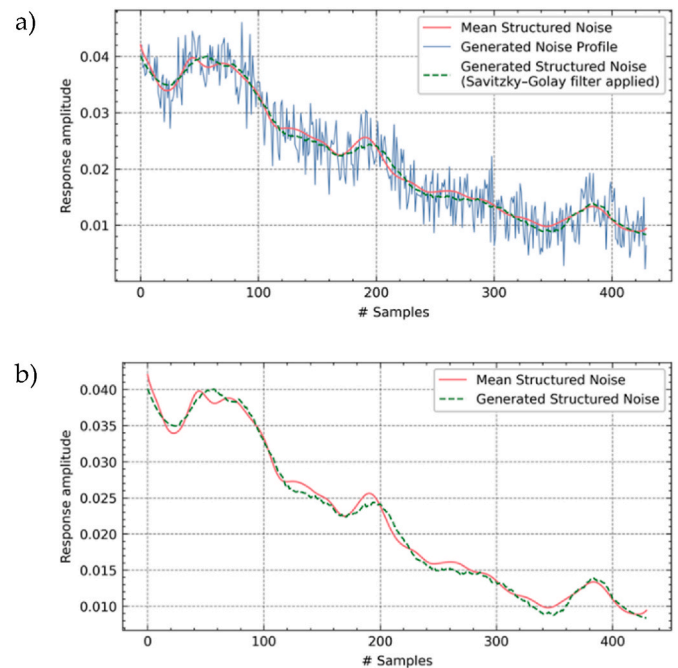 a)
Mean Structured Noise
Generated Noise Profile
Generated Structured Noise
(Savitzky–Golay filter applied)
Response amplitude
0.04
0.03
0.02
0.01
0
100
200
300
400
# Samples
b)
Mean Structured Noise
Generated Structured Noise
Response amplitude
0.040
0.035
0.030
0.025
0.020
0.015
0.010
0
100
200
300
400
# Samples